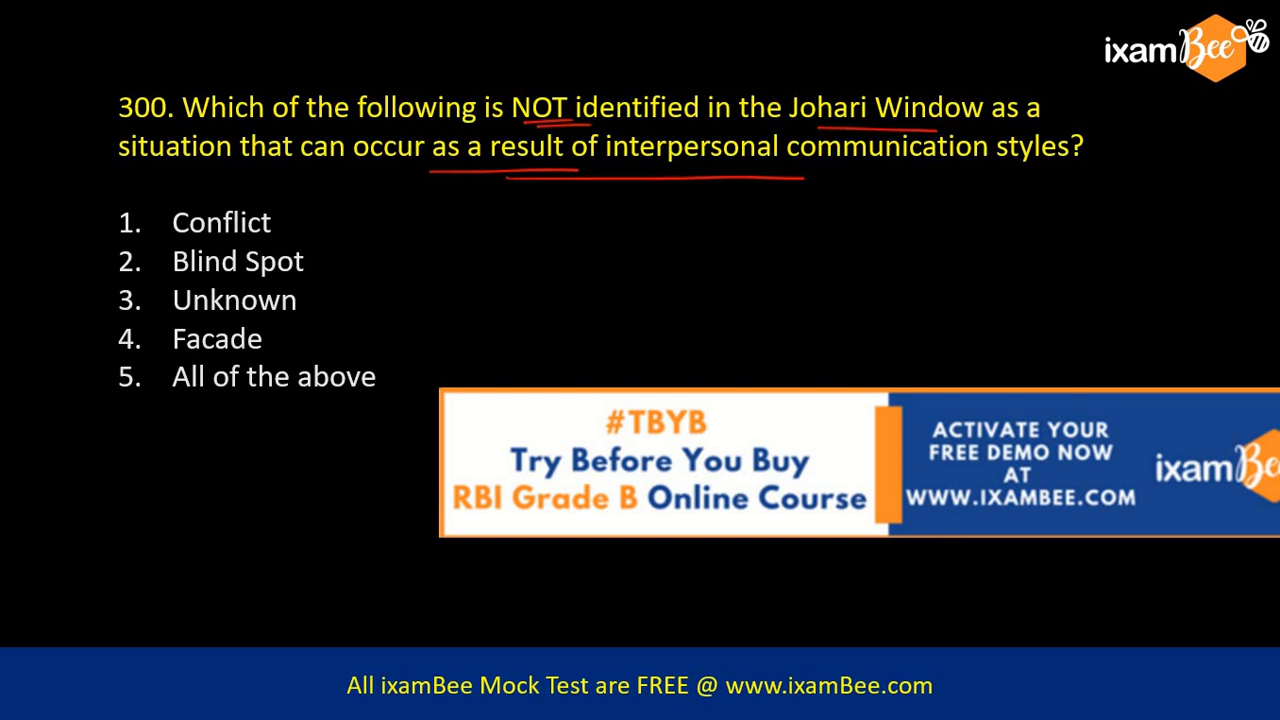 ixamBee
300. Which of the following is NOT identified in the Johari Window as a
situation that can occur as a result of interpersonal communication styles?
1. Conflict
2. Blind Spot
3. Unknown
4. Facade
5. All of the above
#TBYB
Try Before You Buy
RBI Grade B Online Course
ACTIVATE YOUR
FREE DEMO NOW
AT
WWW.IXAMBEE.COM
ixamBee
All ixamBee Mock Test are FREE @ www.ixamBee.com